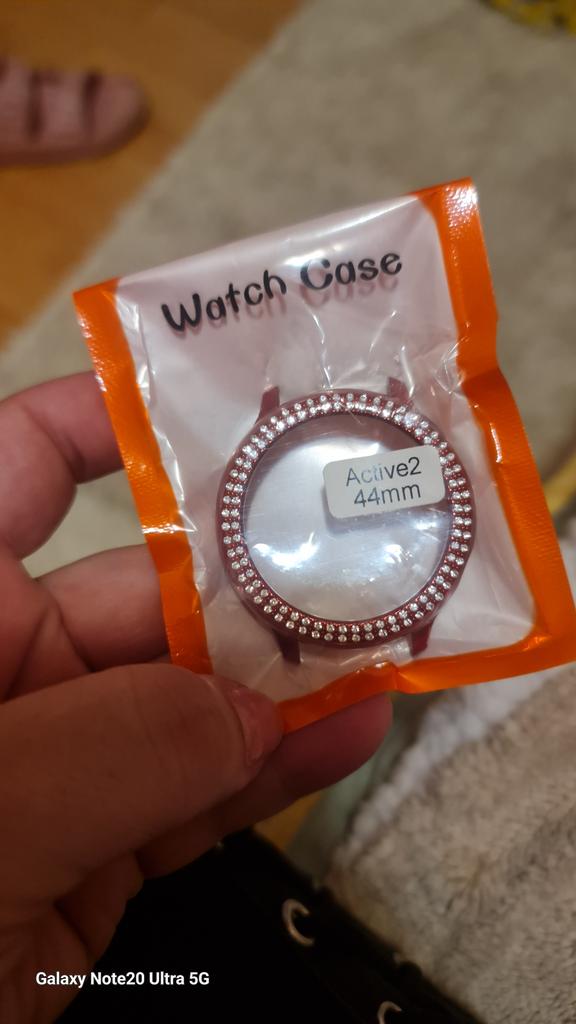 Watch Case
Active2
44mm
Galaxy Note20 Ultra 5G